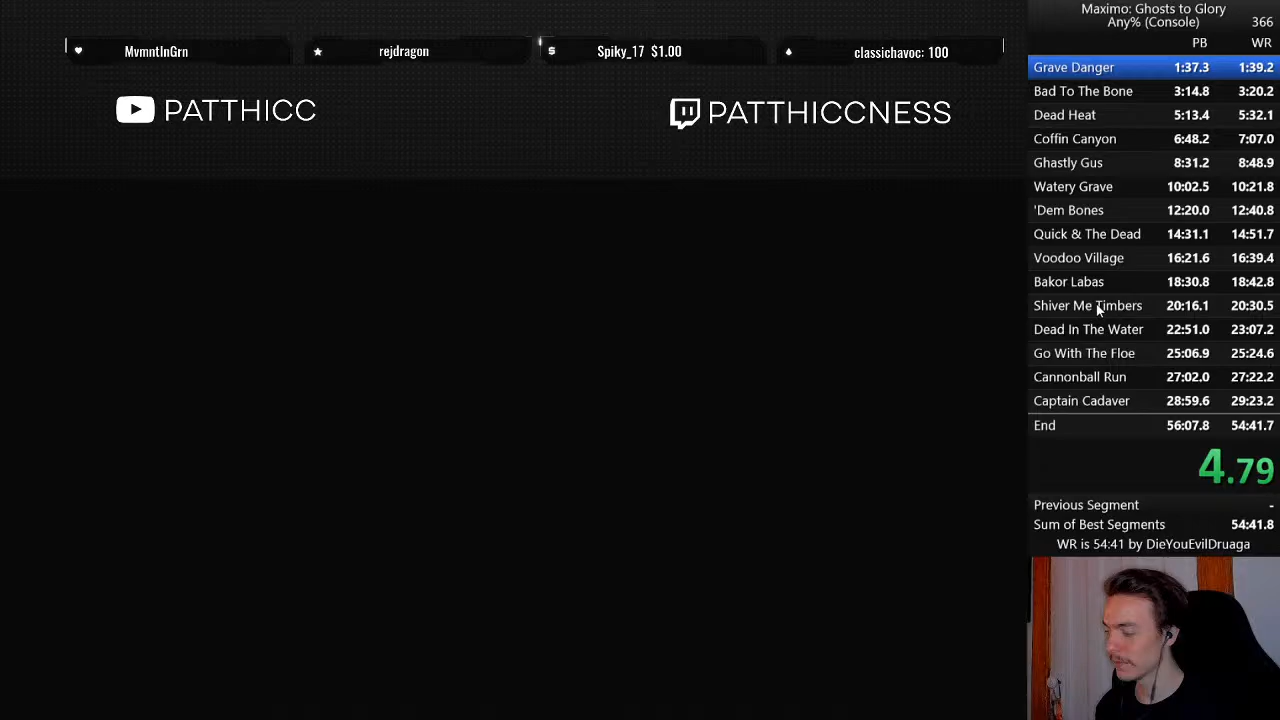 Maximo: Ghosts to Glory
Any% (Console) 366
PB WR
MvmntInGrn rejdragon Spiky_17 $1.00 classichavoc: 100
PATTHICC PATTHICCNESS
Grave Danger 1:37.3 1:39.2
Bad To The Bone 3:14.8 3:20.2
Dead Heat 5:13.4 5:32.1
Coffin Canyon 6:48.2 7:07.0
Ghastly Gus 8:31.2 8:48.9
Watery Grave 10:02.5 10:21.8
'Dem Bones 12:20.0 12:40.8
Quick & The Dead 14:31.1 14:51.7
Voodoo Village 16:21.6 16:39.4
Bakor Labas 18:30.8 18:42.8
Shiver Me Timbers 20:16.1 20:30.5
Dead In The Water 22:51.0 23:07.2
Go With The Floe 25:06.9 25:24.6
Cannonball Run 27:02.0 27:22.2
Captain Cadaver 28:59.6 29:23.2
End 56:07.8 54:41.7
4.79
Previous Segment -
Sum of Best Segments 54:41.8
WR is 54:41 by DieYouEvilDruaga